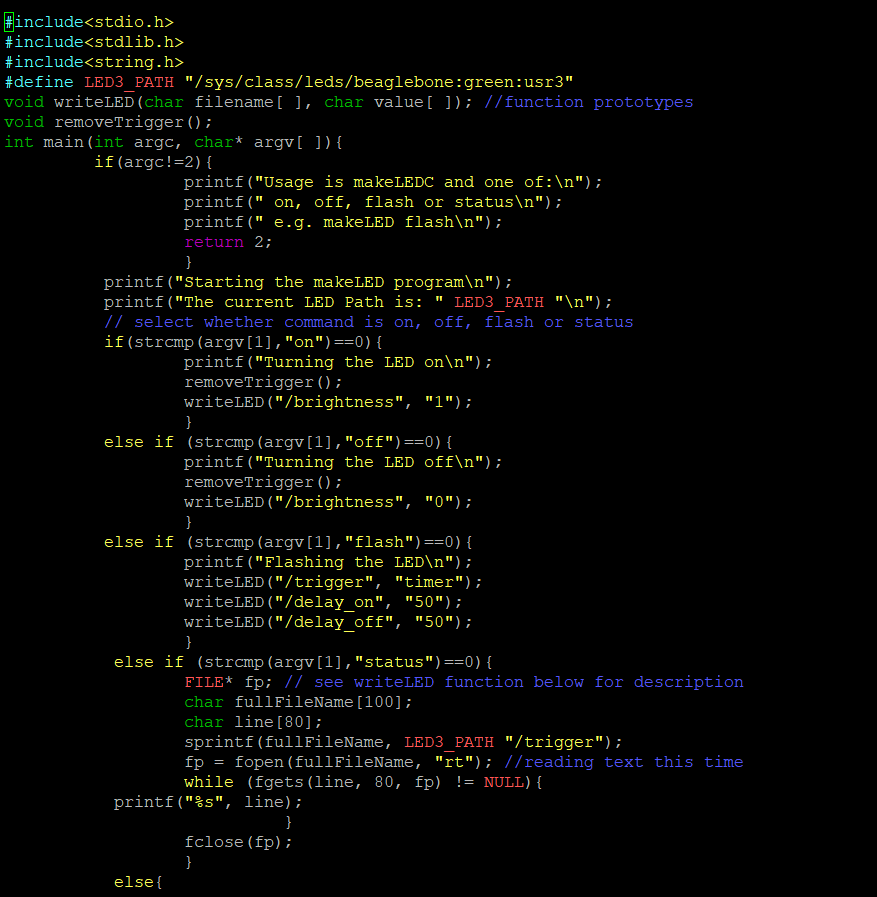 #include<stdio.h>
#include<stdlib.h>
#include<string.h>
#define LED3_PATH "/sys/class/leds/beaglebone:green:usr3"
void writeLED(char filename[ ], char value[ ]); //function prototypes
void removeTrigger();
int main(int argc, char* argv[ ]){
         if(argc!=2){
                  printf("Usage is makeLEDC and one of:\n");
                  printf(" on, off, flash or status\n");
                  printf(" e.g. makeLED flash\n");
                  return 2;
                  }
          printf("Starting the makeLED program\n");
          printf("The current LED Path is: " LED3_PATH "\n");
          // select whether command is on, off, flash or status
          if(strcmp(argv[1],"on")==0){
                  printf("Turning the LED on\n");
                  removeTrigger();
                  writeLED("/brightness", "1");
                  }
          else if (strcmp(argv[1],"off")==0){
                  printf("Turning the LED off\n");
                  removeTrigger();
                  writeLED("/brightness", "0");
                  }
          else if (strcmp(argv[1],"flash")==0){
                  printf("Flashing the LED\n");
                  writeLED("/trigger", "timer");
                  writeLED("/delay_on", "50");
                  writeLED("/delay_off", "50");
                  }
           else if (strcmp(argv[1],"status")==0){
                  FILE* fp; // see writeLED function below for description
                  char fullFileName[100];
                  char line[80];
                  sprintf(fullFileName, LED3_PATH "/trigger");
                  fp = fopen(fullFileName, "rt"); //reading text this time
                  while (fgets(line, 80, fp) != NULL){
           printf("%s", line);
                            }
                  fclose(fp);
                  }
           else{